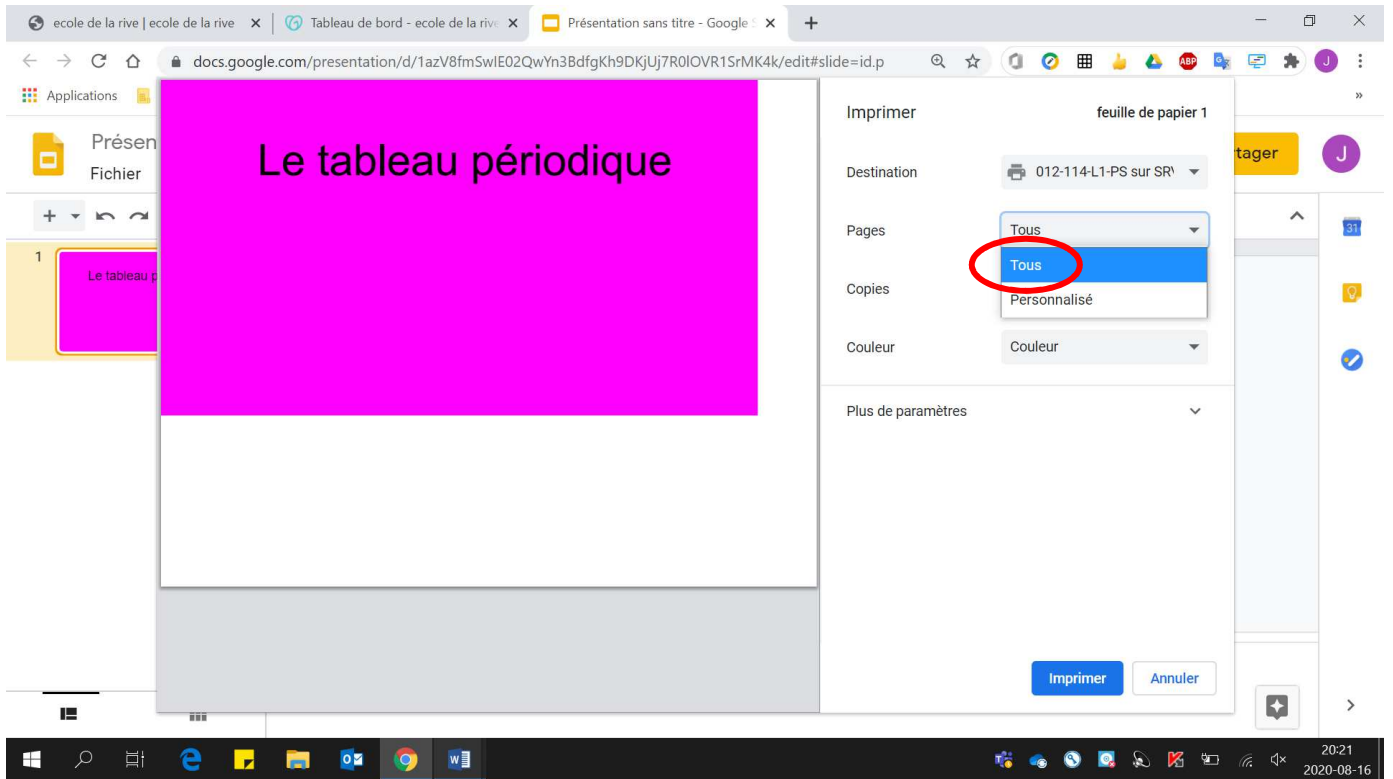 ecole de la rive | ecole de la rive
Tableau de bord - ecole de la rive
Présentation sans titre - Google S
docs.google.com/presentation/d/1azV8fmSwIE02QwYn3BdfgKh9DKjUj7R0lOVR1SrMK4k/edit#slide=id.p
ABP
J
Applications
»
Présen
Fichier
tager
J
1
Le tableau p
Le tableau périodique
Imprimer
feuille de papier 1
Destination
012-114-L1-PS sur SR
Pages
Tous
Tous
Personnalisé
Copies
Couleur
Couleur
Plus de paramètres
Imprimer
Annuler
31
20:21
2020-08-16